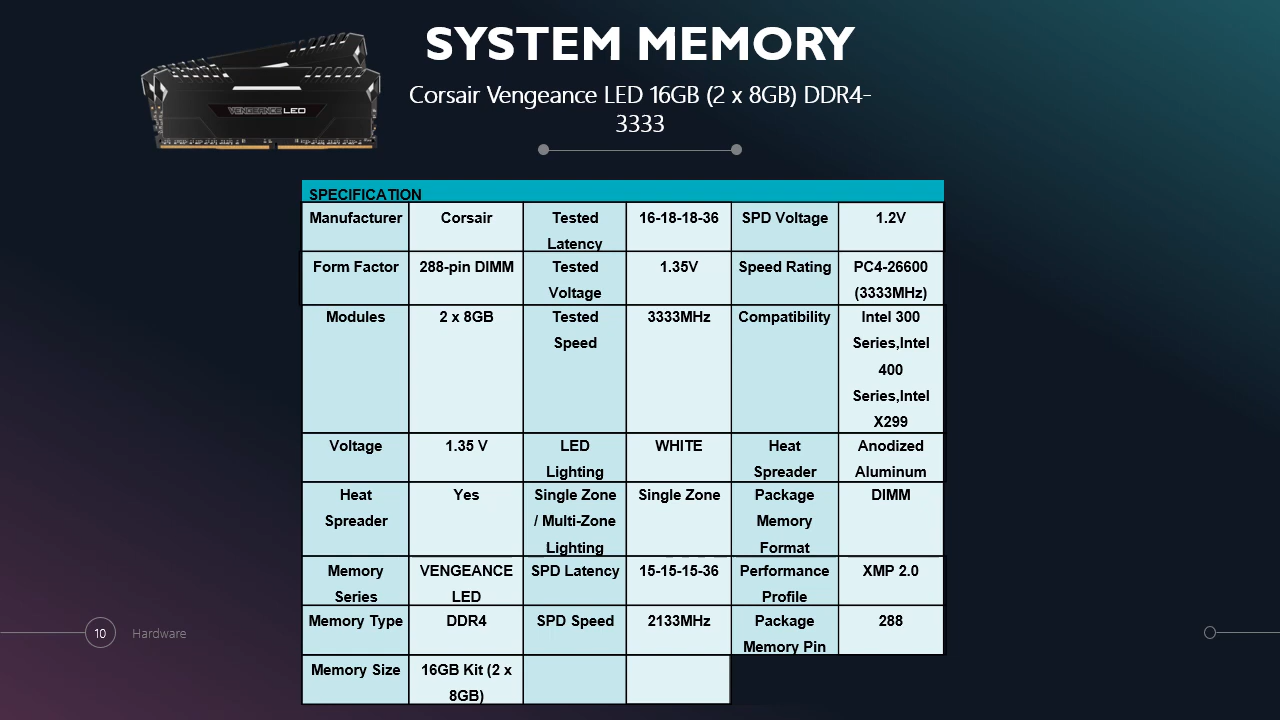 SYSTEM MEMORY
Corsair Vengeance LED 16GB (2 x 8GB) DDR4-
3333
VENGEANCE LED
SPECIFICATION
Manufacturer
Corsair
Tested
Latency
16-18-18-36
SPD Voltage
1.2V
Form Factor
288-pin DIMM
Tested
Voltage
1.35V
Speed Rating
PC4-26600
(3333MHz)
Modules
2 x 8GB
Tested
Speed
3333MHz
Compatibility
Intel 300
Series,Intel
400
Series,Intel
X299
Voltage
1.35 V
LED
Lighting
WHITE
Heat
Spreader
Anodized
Aluminum
Heat
Spreader
Yes
Single Zone
/ Multi-Zone
Lighting
Single Zone
Package
Memory
Format
DIMM
Memory
Series
VENGEANCE
LED
SPD Latency
15-15-15-36
Performance
Profile
XMP 2.0
Memory Type
DDR4
SPD Speed
2133MHz
Package
Memory Pin
288
Memory Size
16GB Kit (2 x
8GB)
10
Hardware